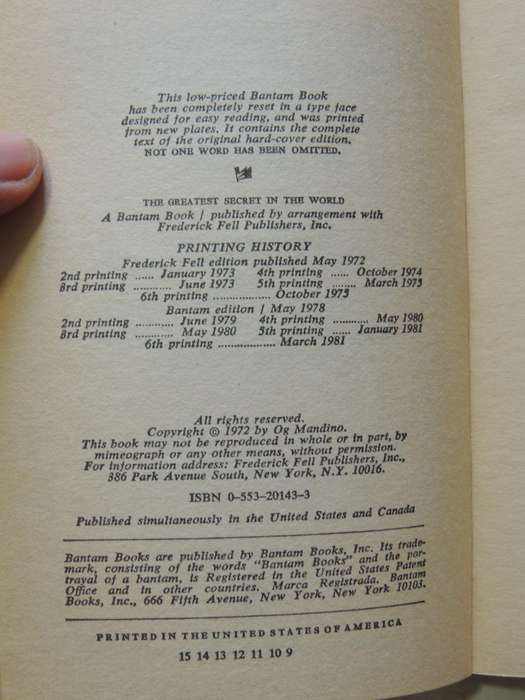 This low-priced Bantam Book
has been completely reset in a type face
designed for easy reading, and was printed
from new plates. It contains the complete
text of the original hard-cover edition.
NOT ONE WORD HAS BEEN OMITTED.
THE GREATEST SECRET IN THE WORLD
A Bantam Book / published by arrangement with
Frederick Fell Publishers, Inc.
PRINTING HISTORY
Frederick Fell edition published May 1972
2nd printing ...... January 1973 4th printing ...... October 1974
3rd printing ........... June 1973 5th printing ........ March 1975
6th printing ................. October 1975
Bantam edition / May 1978
2nd printing ............ June 1979 4th printing ........... May 1980
3rd printing ............ May 1980 5th printing ...... January 1981
6th printing ................. March 1981
All rights reserved.
Copyright © 1972 by Og Mandino.
This book may not be reproduced in whole or in part, by
mimeograph or any other means, without permission.
For information address: Frederick Fell Publishers, Inc.,
386 Park Avenue South, New York, N.Y. 10016.
ISBN 0-553-20143-3
Published simultaneously in the United States and Canada
Bantam Books are published by Bantam Books, Inc. Its trade-
mark, consisting of the words "Bantam Books" and the por-
trayal of a bantam, is Registered in the United States Patent
Office and in other countries. Marca Registrada. Bantam
Books, Inc., 666 Fifth Avenue, New York, New York 10103.
PRINTED IN THE UNITED STATES OF AMERICA
15 14 13 12 11 10 9